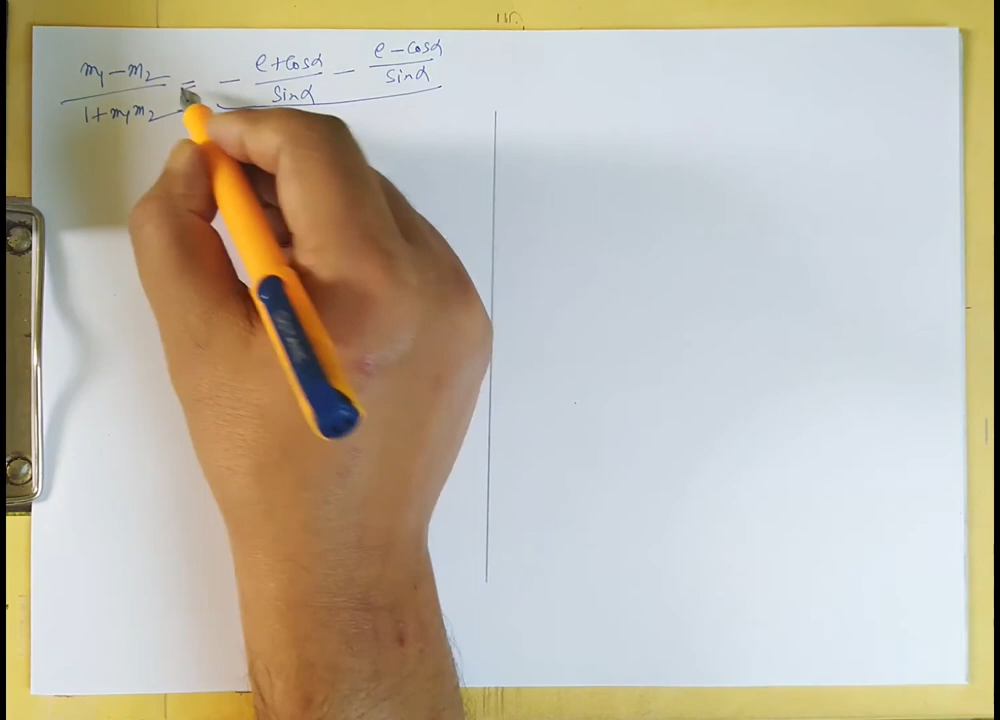 m₁ - m₂ / 1 + m₁m₂ = - e + cosα / sinα - e - cosα / sinα